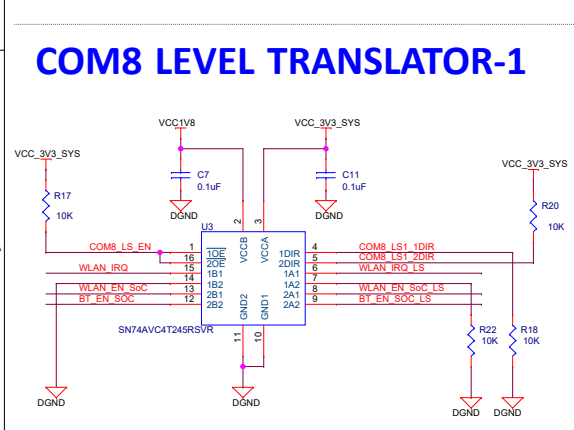 COM8 LEVEL TRANSLATOR-1
VCC1V8
VCC_3V3_SYS
VCC_3V3_SYS
VCC_3V3_SYS
C7
0.1uF
C11
0.1uF
R17
10K
R20
10K
DGND
DGND
U3
2
3
VCCB
VCCA
COM8_LS_EN
1
1OE
1DIR
4
COM8_LS1_1DIR
16
2OE
2DIR
5
COM8_LS1_2DIR
WLAN_IRQ
15
1B1
1A1
6
WLAN_IRQ_LS
14
1B2
1A2
7
WLAN_EN_SoC
13
2B1
2A1
8
WLAN_EN_SoC_LS
BT_EN_SOC
12
2B2
2A2
9
BT_EN_SOC_LS
GND2
GND1
SN74AVC4T245RSVR
11
10
R22
10K
R18
10K
DGND
DGND
DGND
DGND